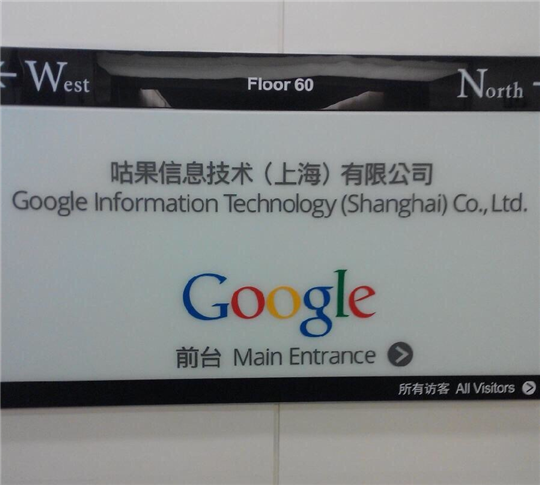 ← West Floor 60 North →
咕果信息技术（上海）有限公司
Google Information Technology (Shanghai) Co., Ltd.
Google
前台 Main Entrance
所有访客 All Visitors